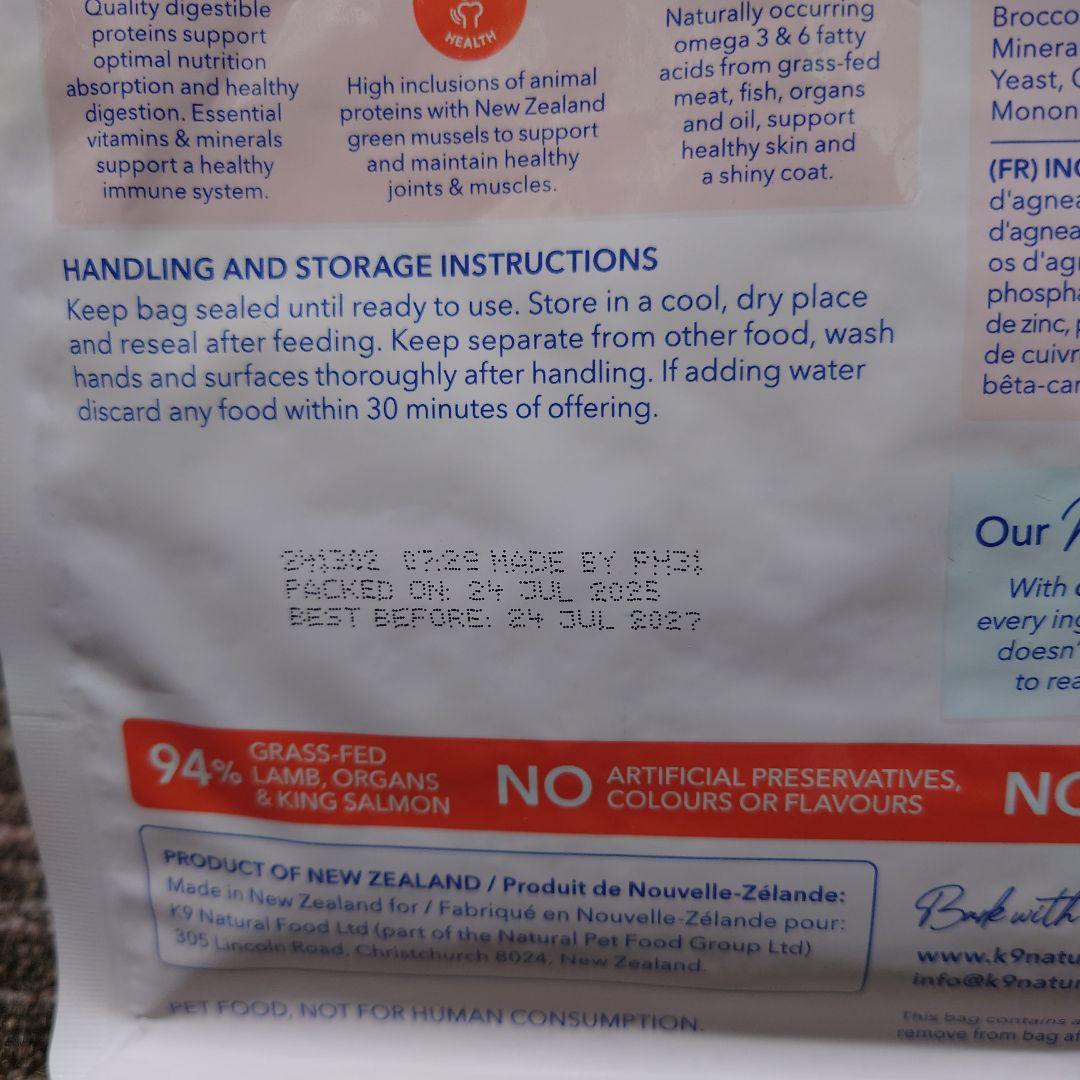 Quality digestible
proteins support
optimal nutrition
absorption and healthy
digestion. Essential
vitamins & minerals
support a healthy
immune system.
HEALTH
High inclusions of animal
proteins with New Zealand
green mussels to support
and maintain healthy
joints & muscles.
Naturally occurring
omega 3 & 6 fatty
acids from grass-fed
meat, fish, organs
and oil, support
healthy skin and
a shiny coat.
Brocco
Minera
Yeast,
Monon
(FR) ING
d'agnea
d'agnea
os d'ag
phospha
de zinc,
de cuivr
bêta-car
HANDLING AND STORAGE INSTRUCTIONS
Keep bag sealed until ready to use. Store in a cool, dry place
and reseal after feeding. Keep separate from other food, wash
hands and surfaces thoroughly after handling. If adding water
discard any food within 30 minutes of offering.
241302 07:29 MADE BY PM31
PACKED ON: 24 JUL 2025
BEST BEFORE: 24 JUL 2027
Our
With
every ing
doesn'
to rea
94% GRASS-FED
LAMB, ORGANS
& KING SALMON
NO ARTIFICIAL PRESERVATIVES,
COLOURS OR FLAVOURS
NO
PRODUCT OF NEW ZEALAND / Produit de Nouvelle-Zélande:
Made in New Zealand for / Fabriqué en Nouvelle-Zélande pour:
K9 Natural Food Ltd (part of the Natural Pet Food Group Ltd)
305 Lincoln Road, Christchurch 8024, New Zealand.
Bark with
www.k9natu
info@k9natur
PET FOOD, NOT FOR HUMAN CONSUMPTION.
This bag contains a
remove from bag af